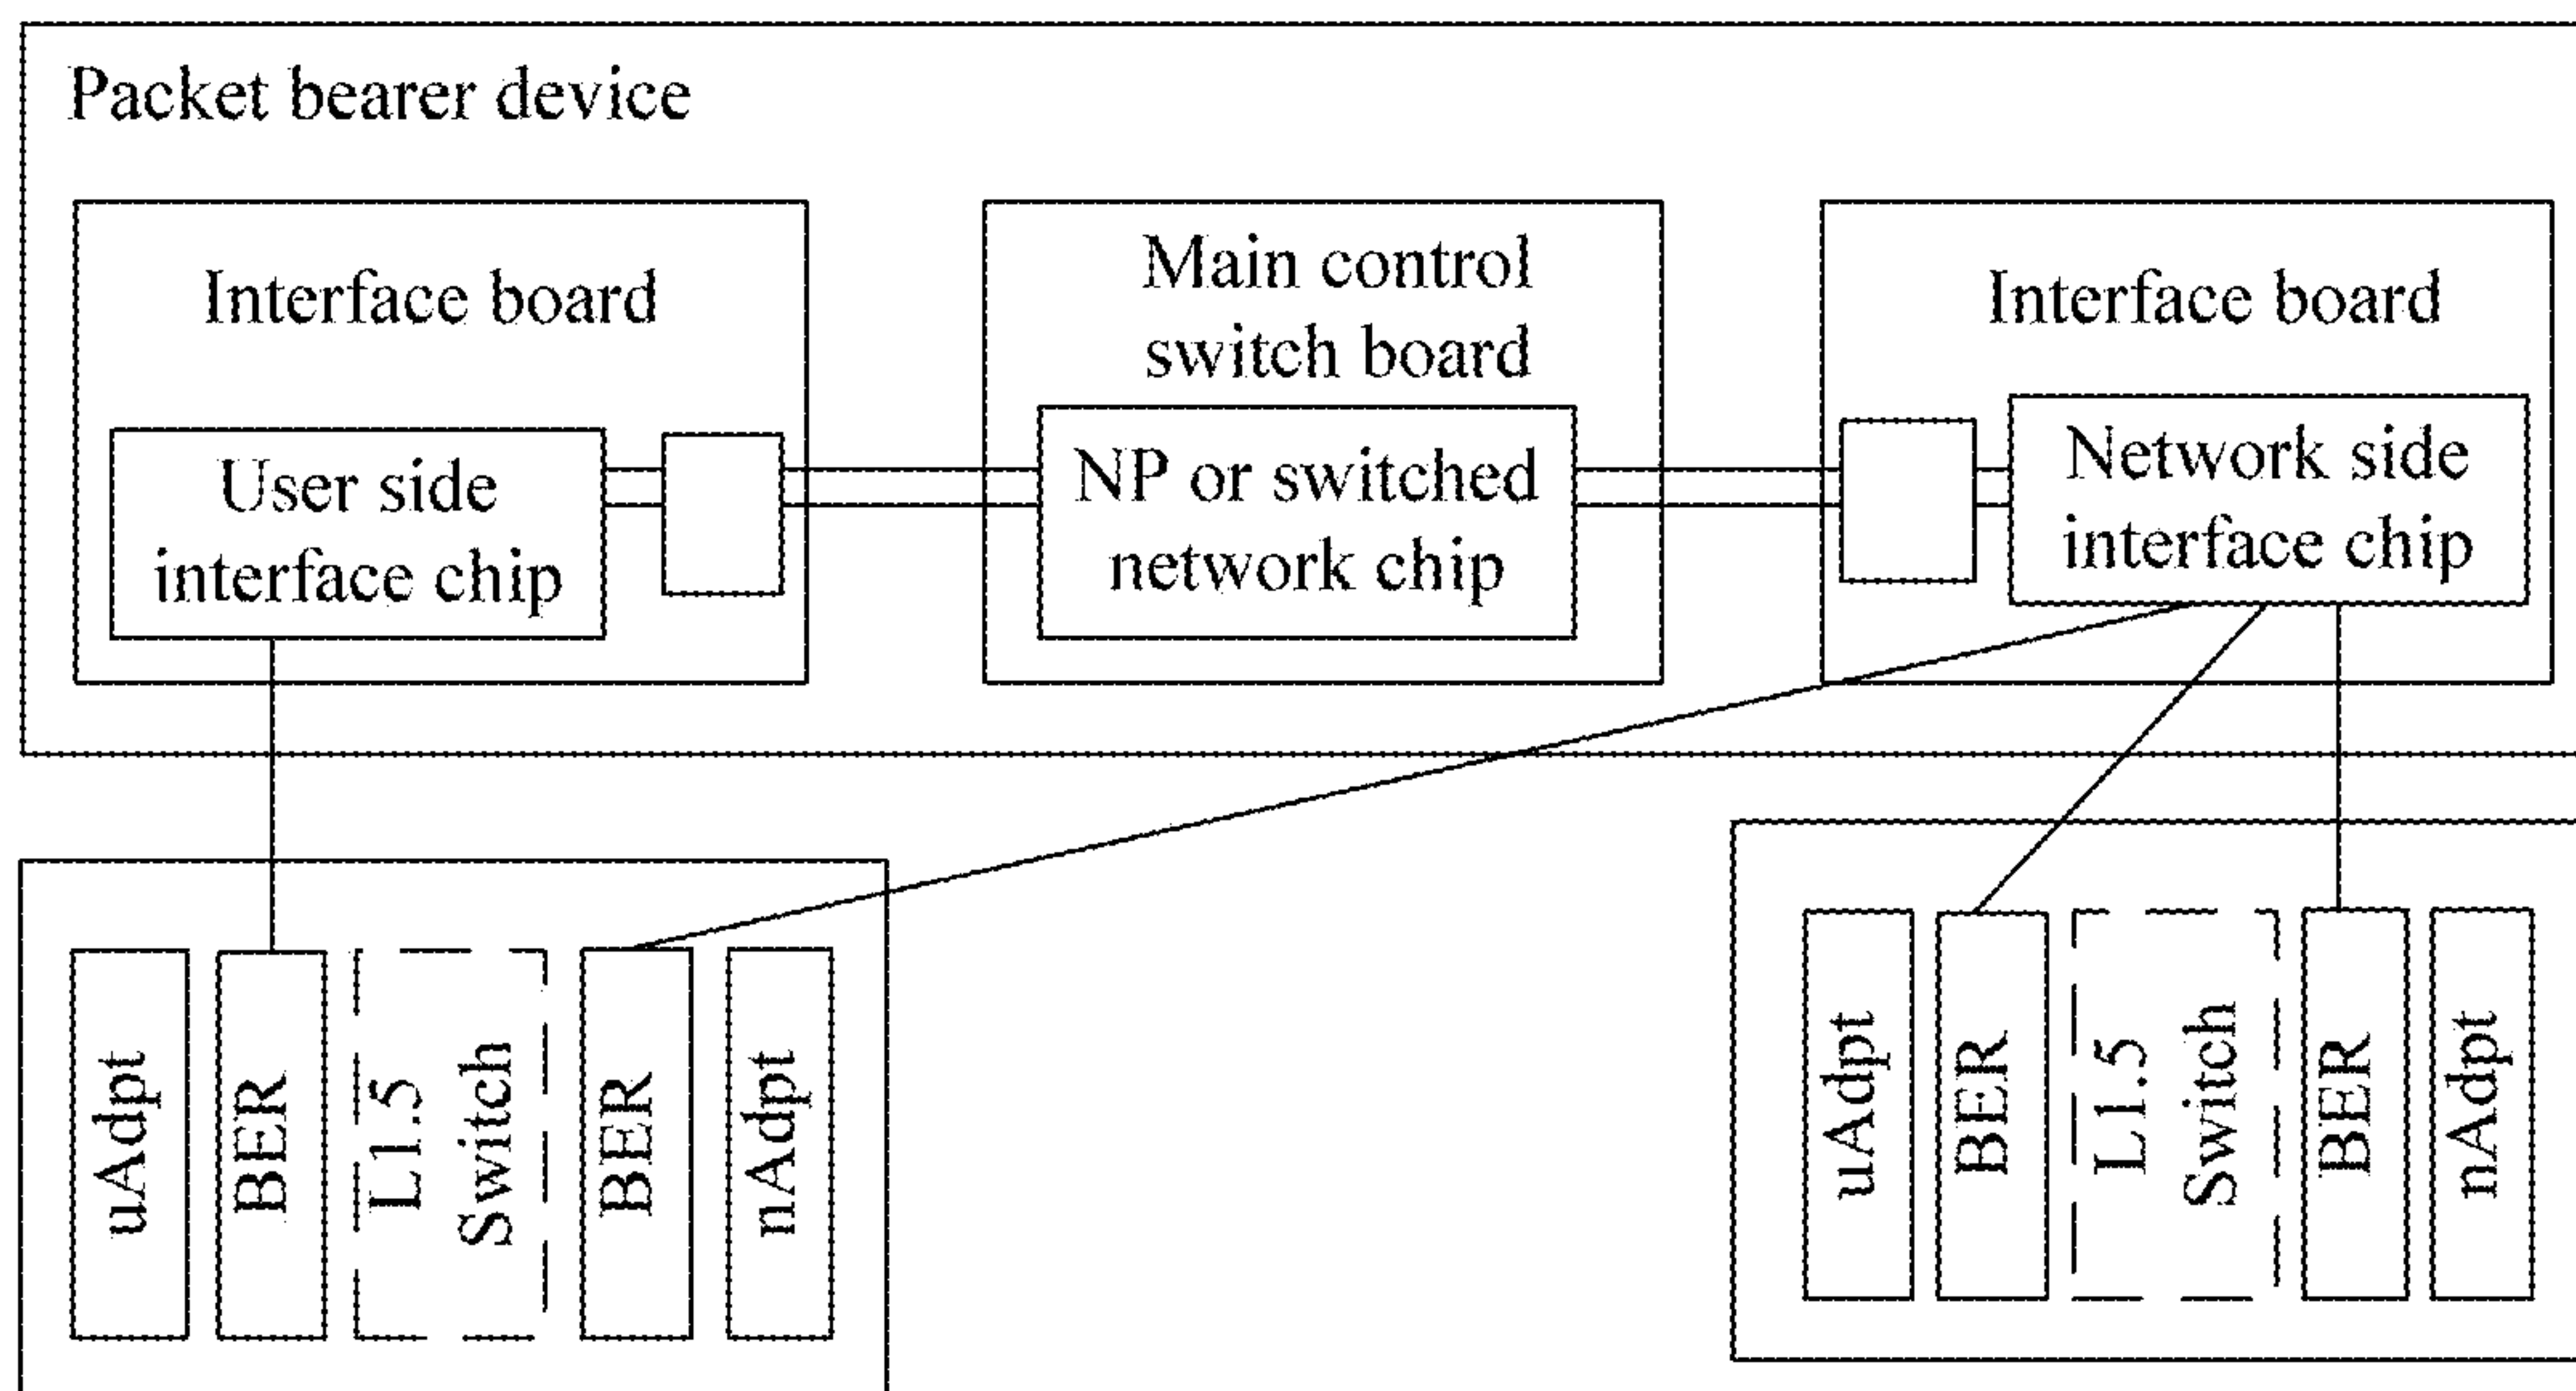 Packet bearer device
Interface board
Main control
switch board
Interface board
User side
interface chip
NP or switched
network chip
Network side
interface chip
uAdpt
BER
L1.5
Switch
BER
nAdpt
uAdpt
BER
L1.5
Switch
BER
nAdpt